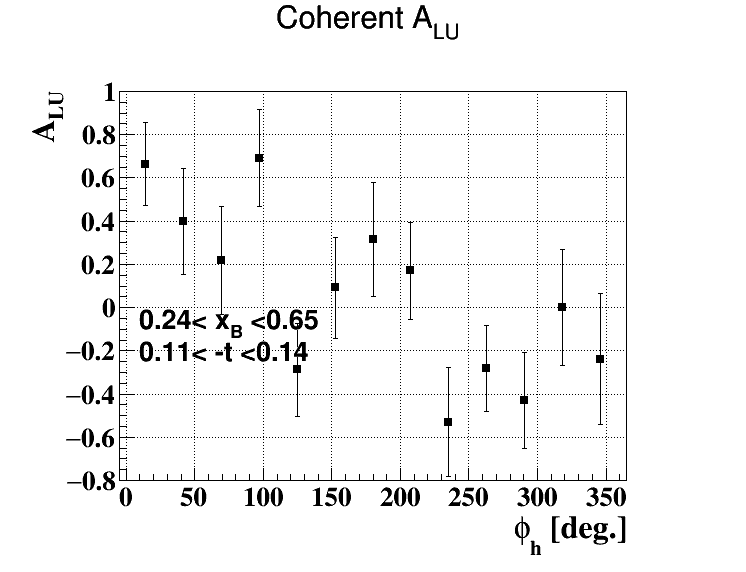 Coherent A_LU
A_LU
1
0.8
0.6
0.4
0.2
0
−0.2
−0.4
−0.6
−0.8
0.24< x_B <0.65
0.11< -t <0.14
0 50 100 150 200 250 300 350
ϕ_h [deg.]